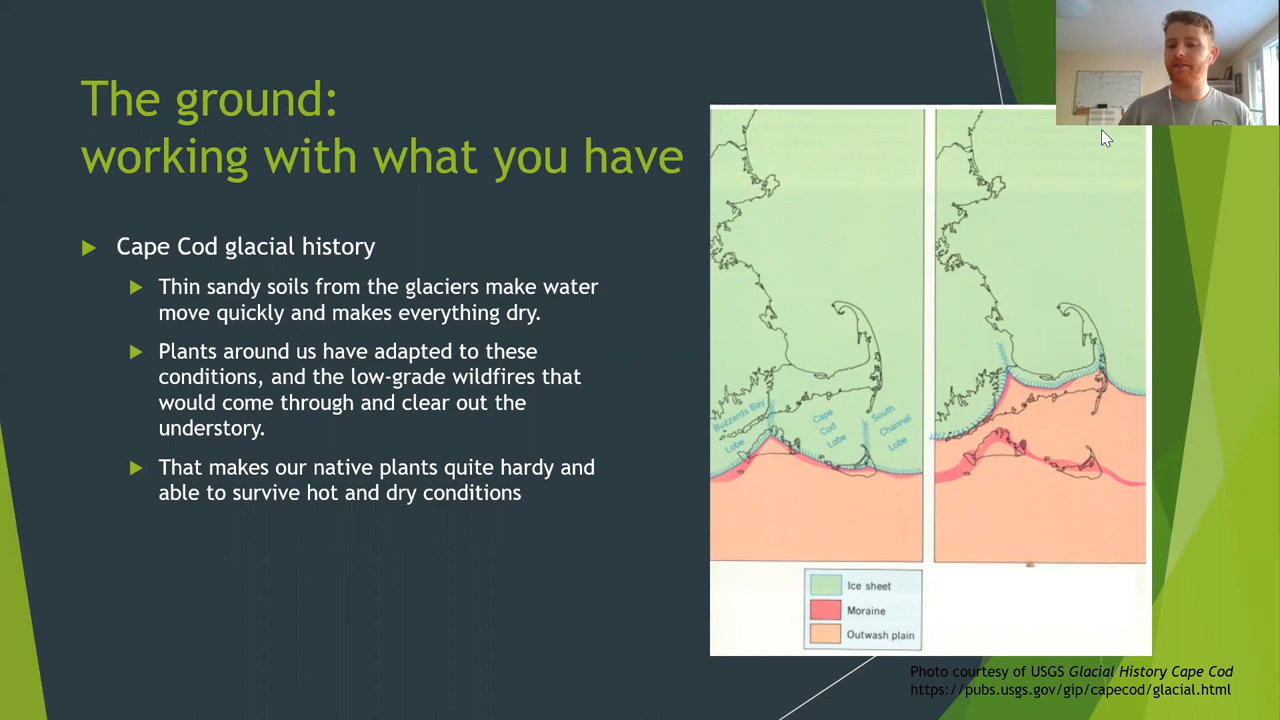 The ground:
working with what you have
Cape Cod glacial history
Thin sandy soils from the glaciers make water
move quickly and makes everything dry.
Plants around us have adapted to these
conditions, and the low-grade wildfires that
would come through and clear out the
understory.
That makes our native plants quite hardy and
able to survive hot and dry conditions
Buzzards Bay
Lobe
Cape
Cod
Lobe
South
Channel
Lobe
Ice sheet
Moraine
Outwash plain
Photo courtesy of USGS Glacial History Cape Cod
https://pubs.usgs.gov/gip/capecod/glacial.html